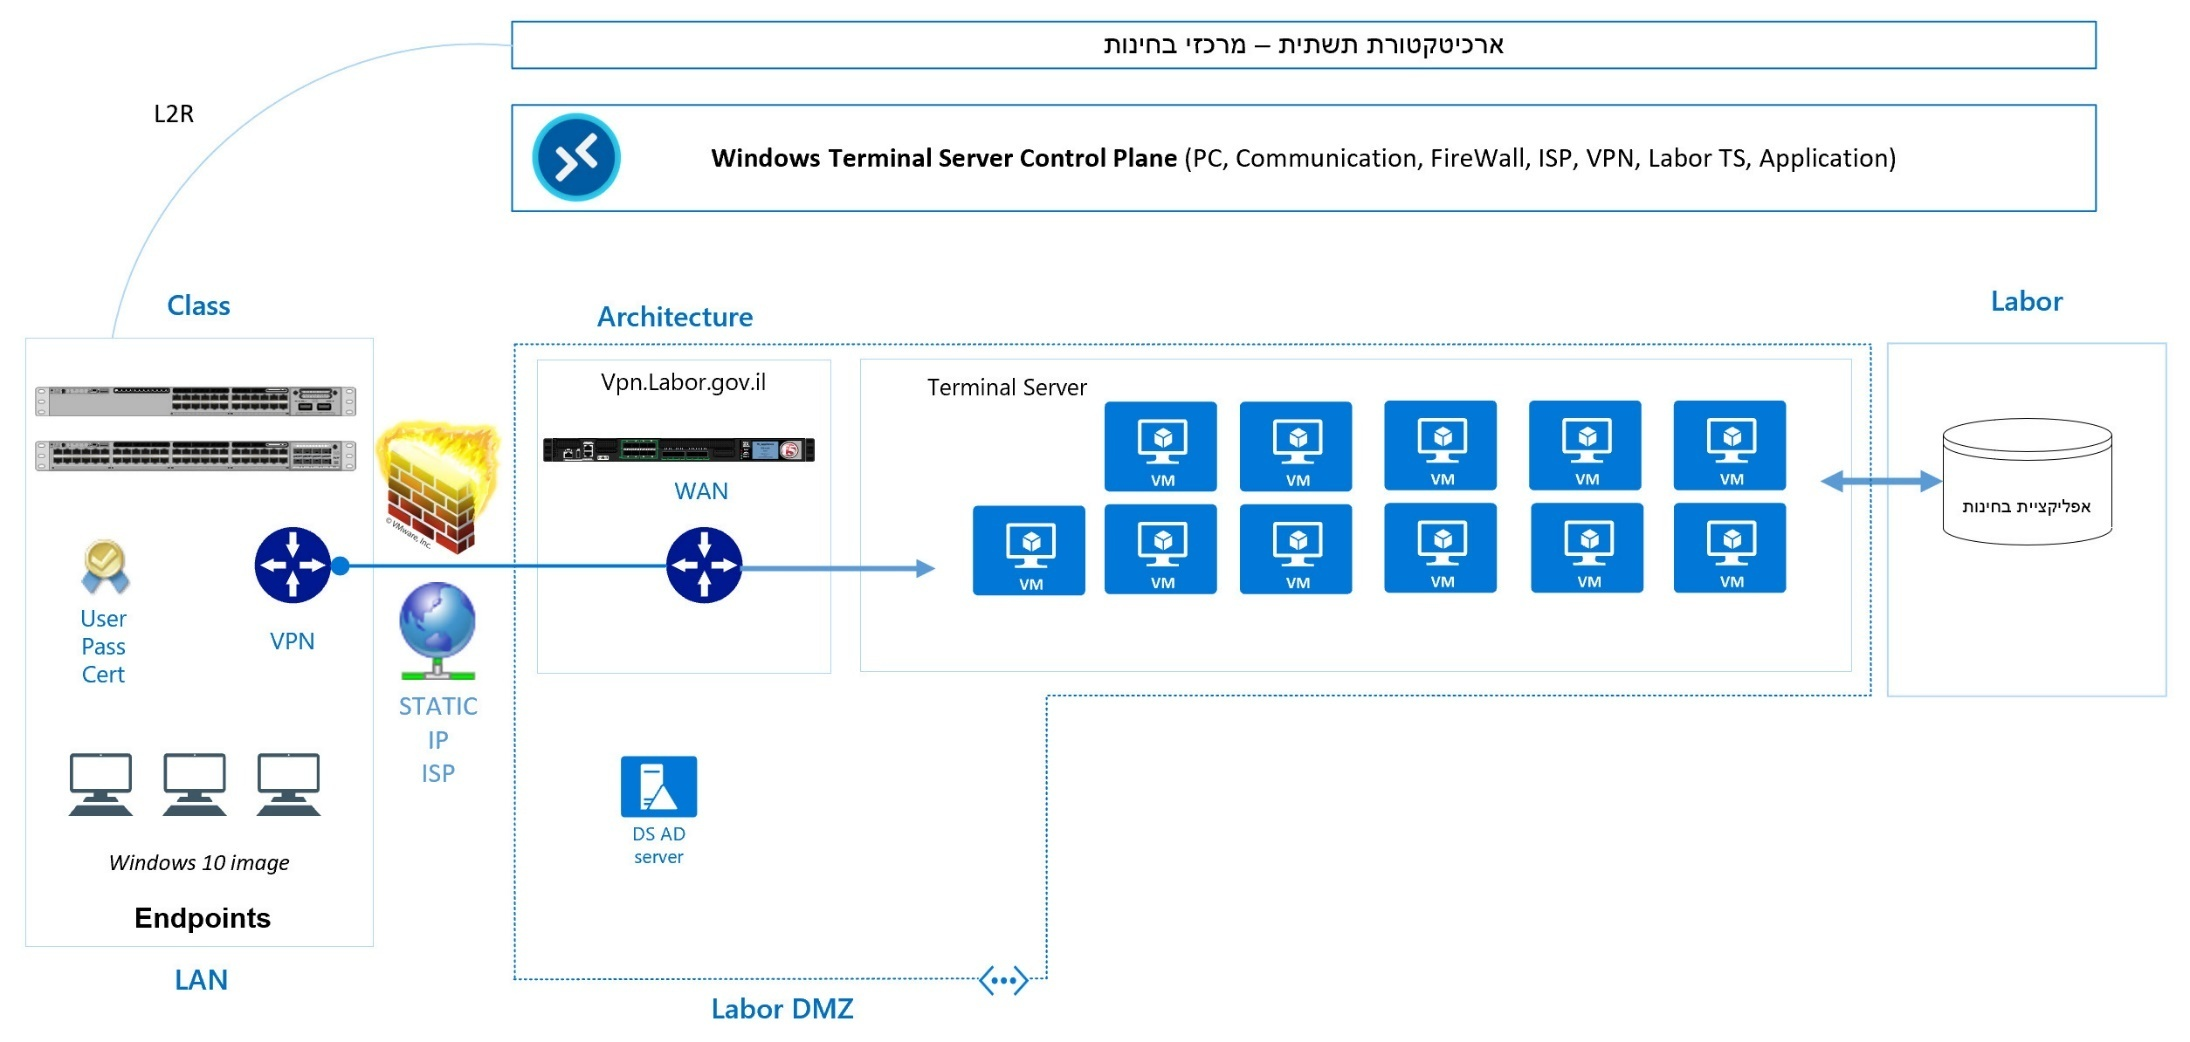 ארכיטקטורת תשתית – מרכזי בחינות
L2R
Windows Terminal Server Control Plane (PC, Communication, FireWall, ISP, VPN, Labor TS, Application)
Class
Architecture
Labor
Vpn.Labor.gov.il
Terminal Server
WAN
VM
VM
VM
VM
VM
VM
VM
VM
VM
VM
VM
אפליקציית בחינות
© VMware, Inc.
User
Pass
Cert
VPN
STATIC
IP
ISP
DS AD
server
Windows 10 image
Endpoints
LAN
Labor DMZ